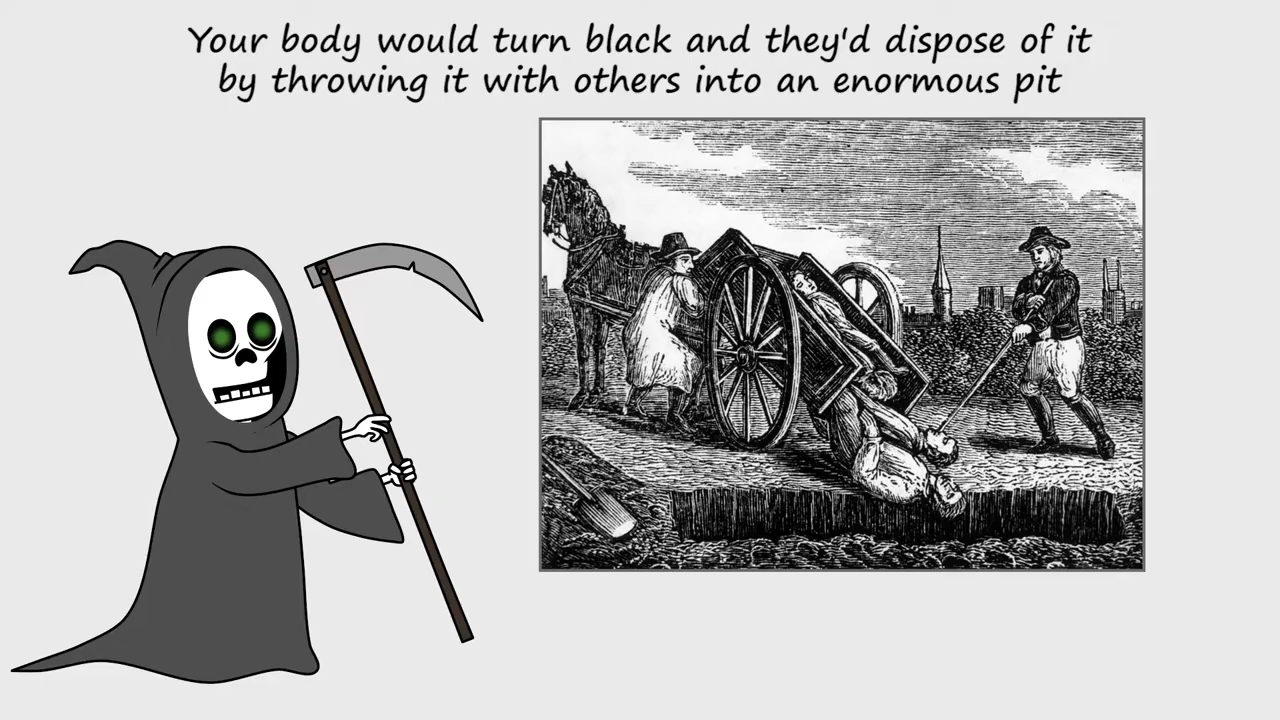 Your body would turn black and they'd dispose of it
by throwing it with others into an enormous pit